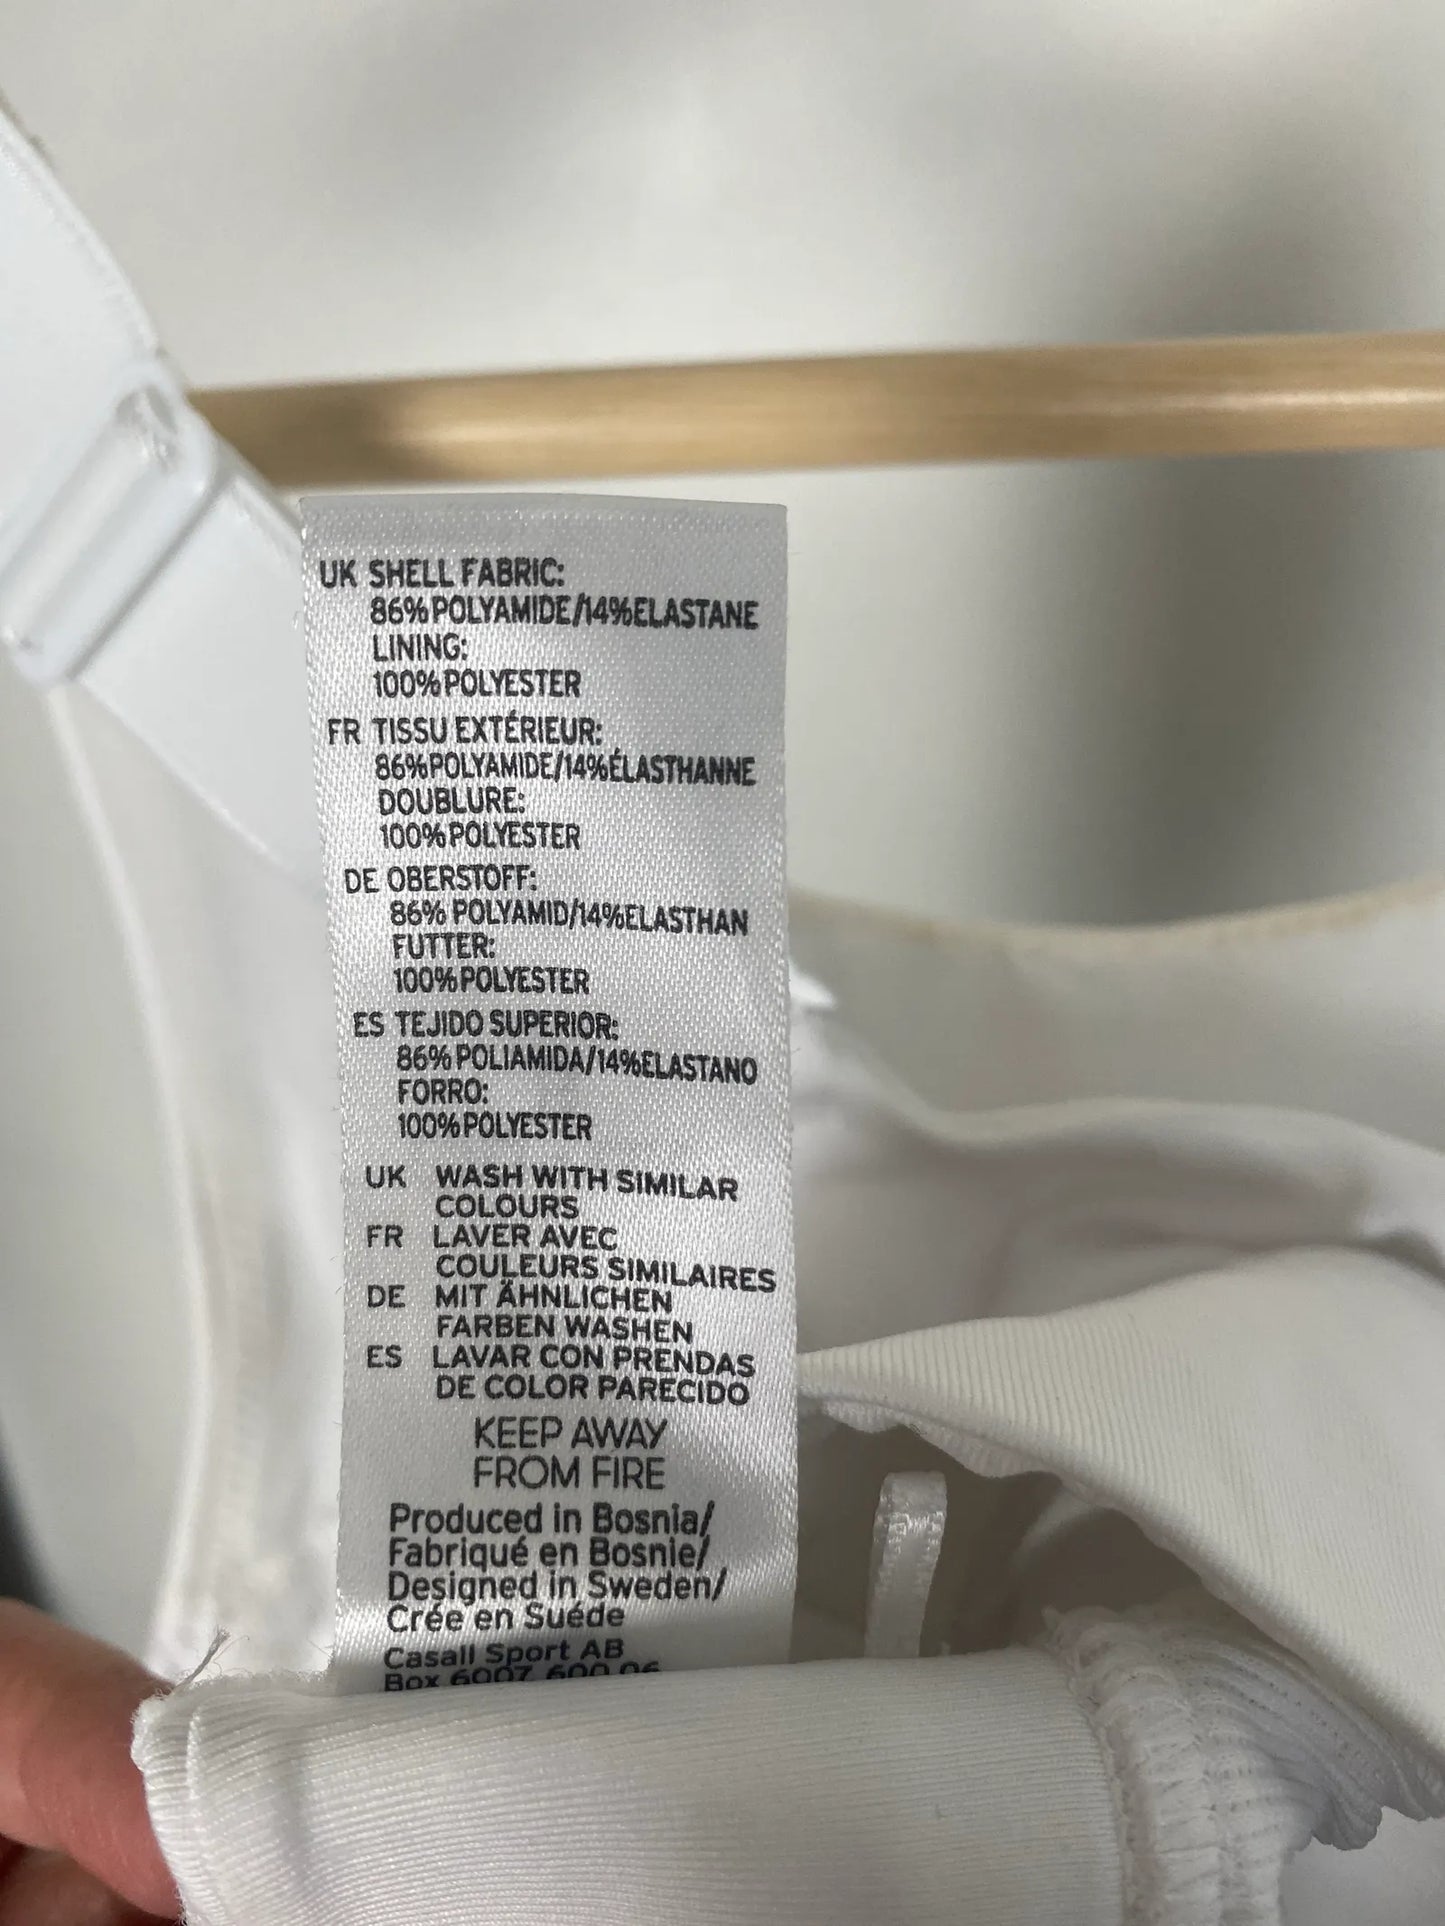 UK SHELL FABRIC:
86%POLYAMIDE/14%ELASTANE
LINING:
100%POLYESTER
FR TISSU EXTÉRIEUR:
86%POLYAMIDE/14%ÉLASTHANNE
DOUBLURE:
100%POLYESTER
DE OBERSTOFF:
86% POLYAMID/14%ELASTHAN
FUTTER:
100%POLYESTER
ES TEJIDO SUPERIOR:
86%POLIAMIDA/14%ELASTANO
FORRO:
100%POLYESTER
UK WASH WITH SIMILAR
COLOURS
FR LAVER AVEC
COULEURS SIMILAIRES
DE MIT ÄHNLICHEN
FARBEN WASHEN
ES LAVAR CON PRENDAS
DE COLOR PARECIDO
KEEP AWAY
FROM FIRE
Produced in Bosnia/
Fabriqué en Bosnie/
Designed in Sweden/
Crée en Suéde
Casall Sport AB
Box 6007, 600 06